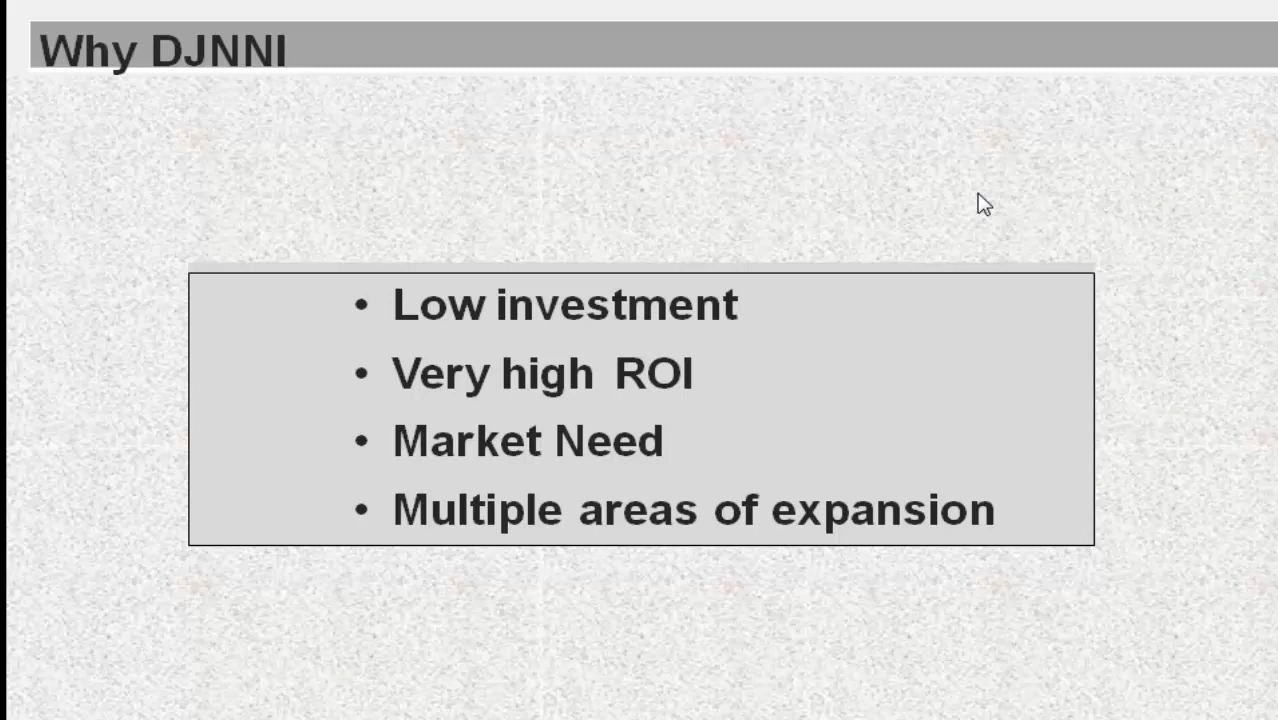 Why DJNNI
• Low investment
• Very high ROI
• Market Need
• Multiple areas of expansion